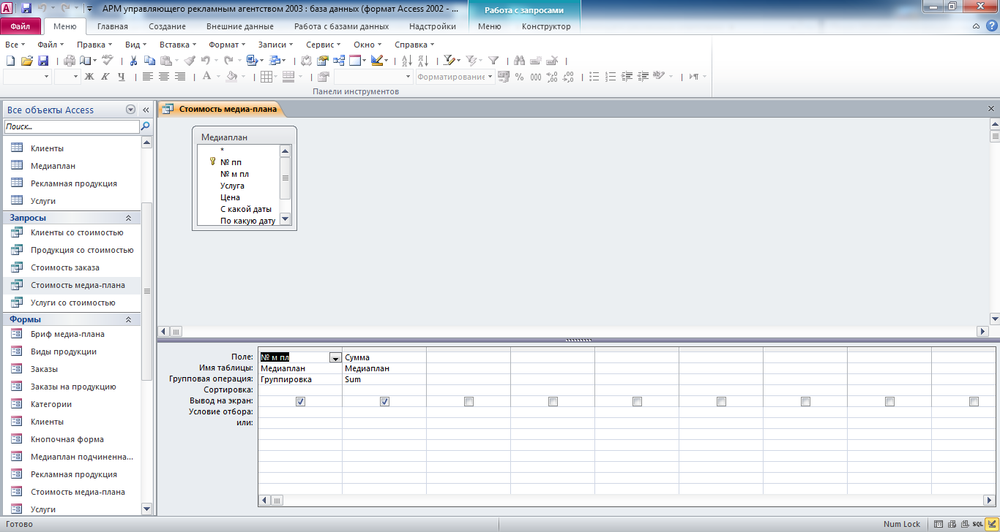 АРМ управляющего рекламным агентством 2003 : база данных (формат Access 2002 - ...
Работа с запросами
Файл Меню Главная Создание Внешние данные Работа с базами данных Надстройки Меню Конструктор
Все Файл Правка Вид Вставка Формат Записи Сервис Окно Справка
Ж К Ч Форматирование % 000
Панели инструментов
Все объекты Access
Поиск...
Клиенты
Медиаплан
Рекламная продукция
Услуги
Запросы
Клиенты со стоимостью
Продукция со стоимостью
Стоимость заказа
Стоимость медиа-плана
Услуги со стоимостью
Формы
Бриф медиа-плана
Виды продукции
Заказы
Заказы на продукцию
Категории
Клиенты
Кнопочная форма
Медиаплан подчиненна...
Рекламная продукция
Стоимость медиа-плана
Услуги
Стоимость медиа-плана
Медиаплан
*
№ пп
№ м пл
Услуга
Цена
С какой даты
По какую дату
Поле: № м пл Сумма
Имя таблицы: Медиаплан Медиаплан
Групповая операция: Группировка Sum
Сортировка:
Вывод на экран:
Условие отбора:
или:
Готово
Num Lock SQL